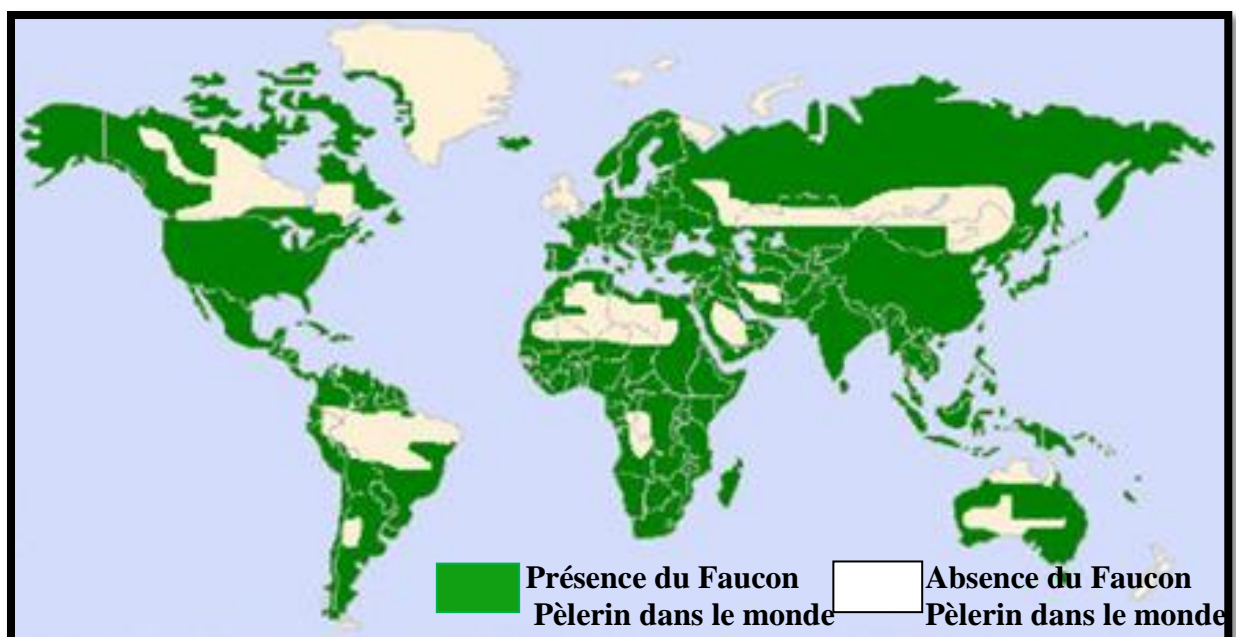 Présence du Faucon
Pèlerin dans le monde
Absence du Faucon
Pèlerin dans le monde